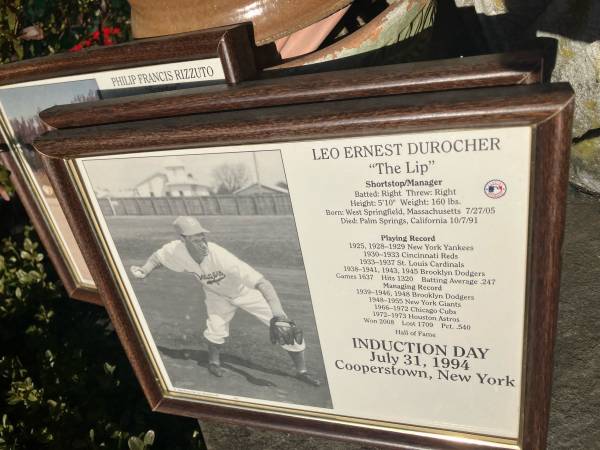 PHILIP FRANCIS RIZZUTO
LEO ERNEST DUROCHER
“The Lip”
Shortstop/Manager
Batted: Right Threw: Right
Height: 5'10" Weight: 160 lbs.
Born: West Springfield, Massachusetts 7/27/05
Died: Palm Springs, California 10/7/91
Playing Record
1925, 1928–1929 New York Yankees
1930–1933 Cincinnati Reds
1933–1937 St. Louis Cardinals
1938–1941, 1943, 1945 Brooklyn Dodgers
Games 1637 Hits 1320 Batting Average .247
Managing Record
1939–1946, 1948 Brooklyn Dodgers
1948–1955 New York Giants
1966–1972 Chicago Cubs
1972–1973 Houston Astros
Won 2008 Lost 1709 Pct. .540
Hall of Fame
INDUCTION DAY
July 31, 1994
Cooperstown, New York